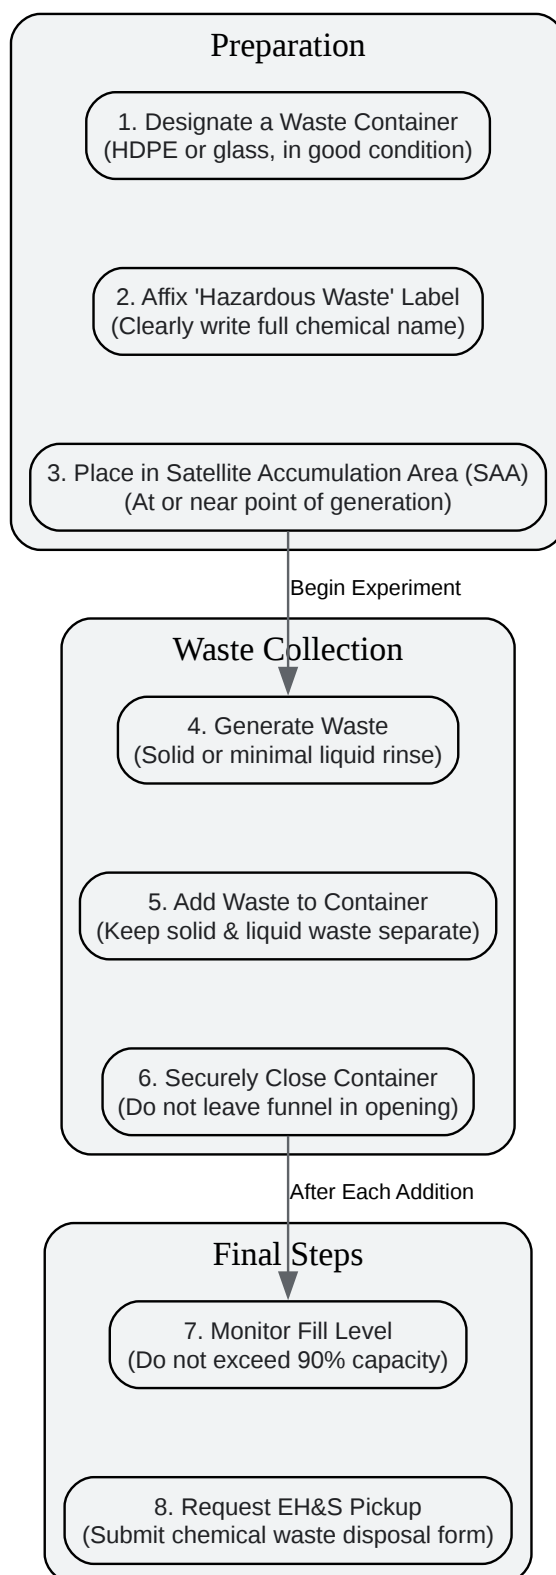 Preparation
1. Designate a Waste Container
(HDPE or glass, in good condition)
2. Affix 'Hazardous Waste' Label
(Clearly write full chemical name)
3. Place in Satellite Accumulation Area (SAA)
(At or near point of generation)
Begin Experiment
Waste Collection
4. Generate Waste
(Solid or minimal liquid rinse)
5. Add Waste to Container
(Keep solid & liquid waste separate)
6. Securely Close Container
(Do not leave funnel in opening)
After Each Addition
Final Steps
7. Monitor Fill Level
(Do not exceed 90% capacity)
8. Request EH&S Pickup
(Submit chemical waste disposal form)